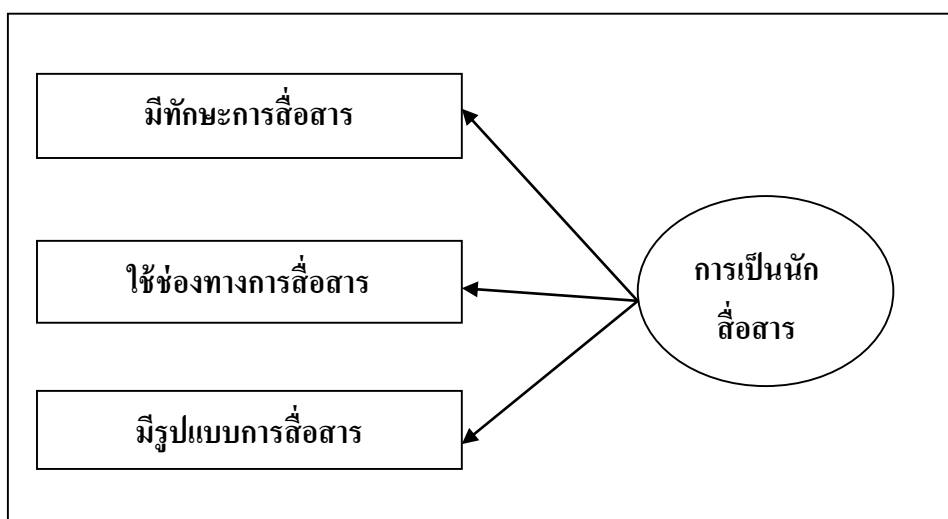 มีทักษะการสื่อสาร
ใช้ช่องทางการสื่อสาร
การเป็นนัก
สื่อสาร
มีรูปแบบการสื่อสาร